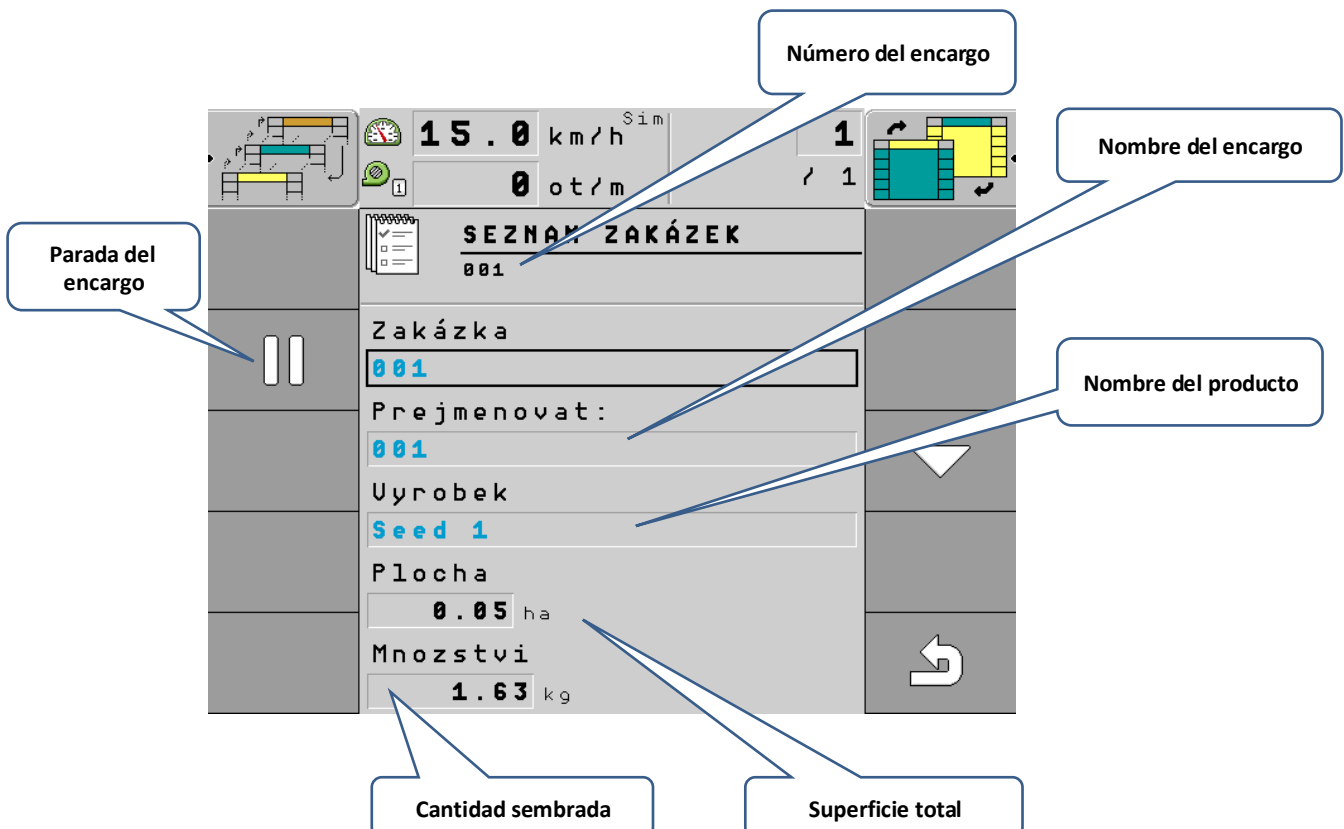 Número del encargo
Sim
15.0 km/h
1
Nombre del encargo
1
0 ot/m
/ 1
SEZNAM ZAKÁZEK
001
Parada del
encargo
Zakázka
001
Prejmenovat:
001
Nombre del producto
Vyrobek
Seed 1
Plocha
0.05 ha
Mnozstvi
1.63 kg
Cantidad sembrada
Superficie total